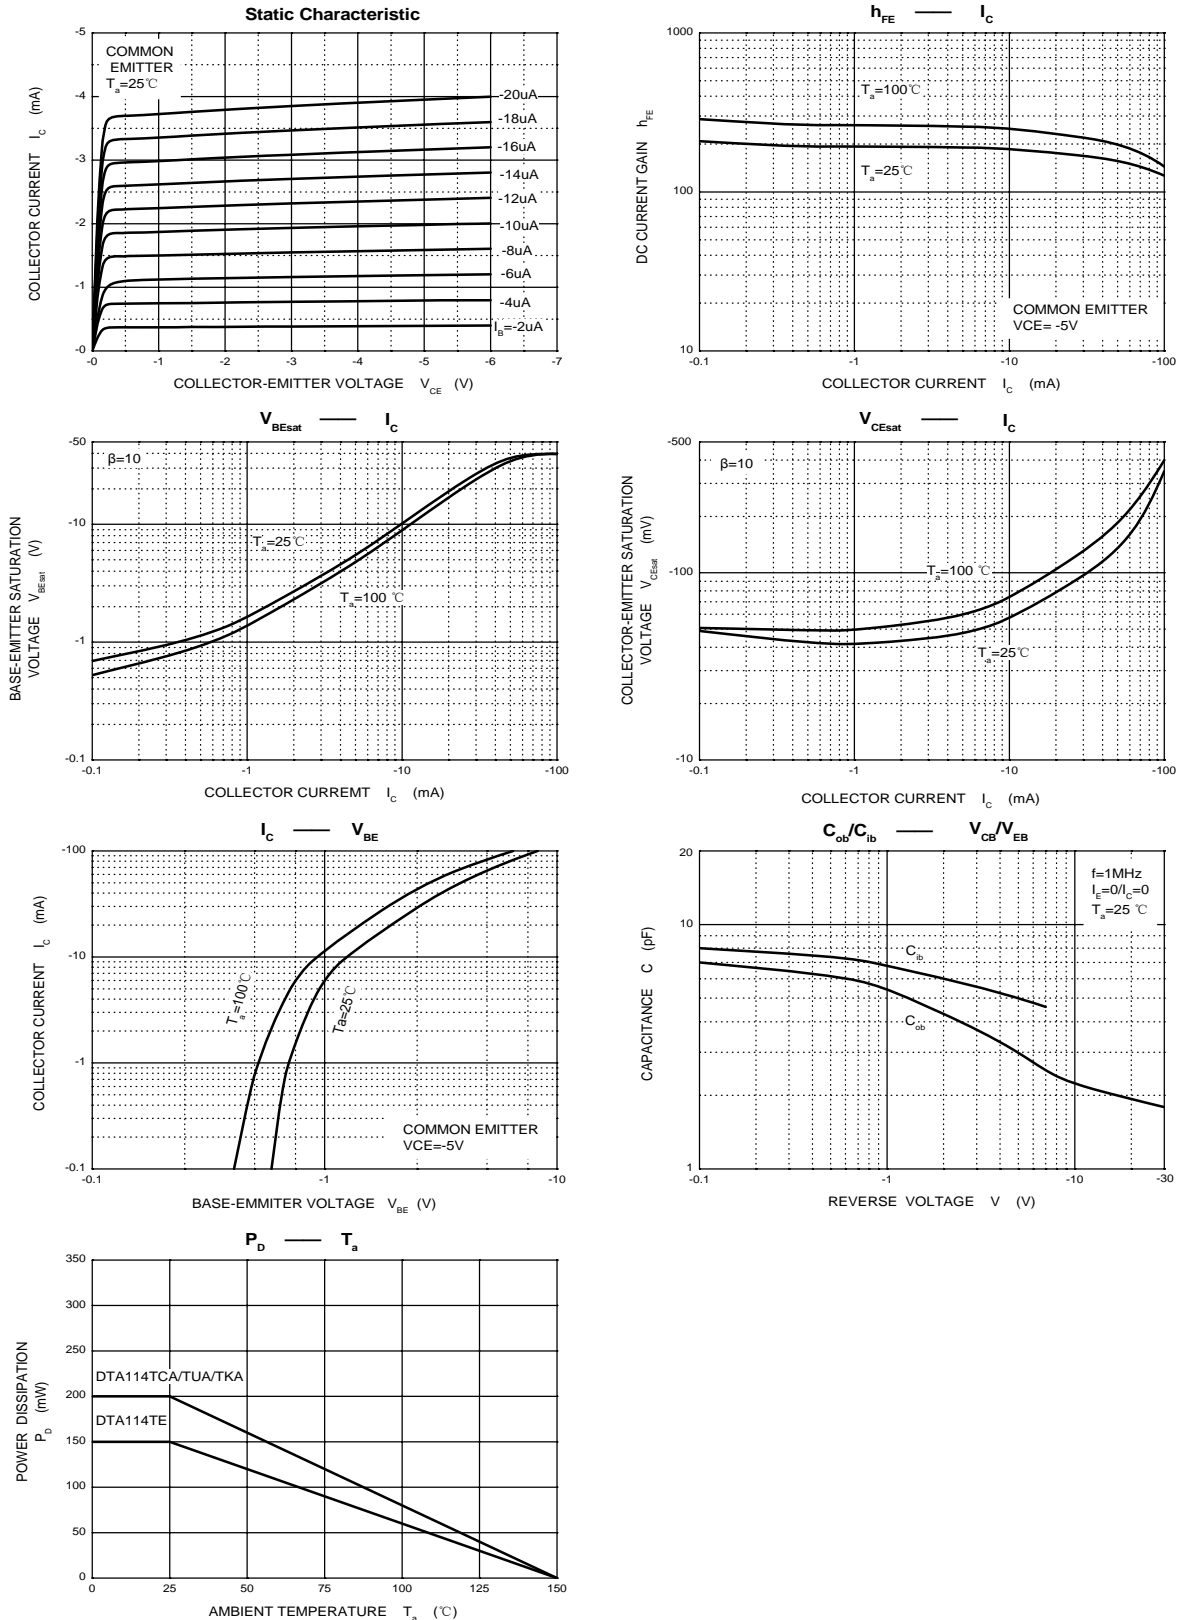 Static Characteristic
-5
-4
-3
-2
-1
-0
-0 -1 -2 -3 -4 -5 -6 -7
COMMON
EMITTER
Ta=25℃
-20uA
-18uA
-16uA
-14uA
-12uA
-10uA
-8uA
-6uA
-4uA
IB=-2uA
COLLECTOR CURRENT IC (mA)
COLLECTOR-EMITTER VOLTAGE VCE (V)
hFE —— IC
1000
100
10
-0.1 -1 -10 -100
Ta=100℃
Ta=25℃
COMMON EMITTER
VCE= -5V
DC CURRENT GAIN hFE
COLLECTOR CURRENT IC (mA)
VBEsat —— IC
-50
-10
-1
-0.1
-0.1 -1 -10 -100
β=10
Ta=25℃
Ta=100 ℃
BASE-EMITTER SATURATION
VOLTAGE VBEsat (V)
COLLECTOR CURREMT IC (mA)
VCEsat —— IC
-500
-100
-10
-0.1 -1 -10 -100
β=10
Ta=100 ℃
Ta=25℃
COLLECTOR-EMITTER SATURATION
VOLTAGE VCEsat (mV)
COLLECTOR CURRENT IC (mA)
IC —— VBE
-100
-10
-1
-0.1
-0.1 -1 -10
Ta=100℃
Ta=25℃
COMMON EMITTER
VCE=-5V
COLLECTOR CURRENT IC (mA)
BASE-EMMITER VOLTAGE VBE (V)
Cob/Cib —— VCB/VEB
20
10
1
-0.1 -1 -10 -30
f=1MHz
IE=0/IC=0
Ta=25 ℃
Cib
Cob
CAPACITANCE C (pF)
REVERSE VOLTAGE V (V)
PD —— Ta
350
300
250
200
150
100
50
0
0 25 50 75 100 125 150
DTA114TCA/TUA/TKA
DTA114TE
POWER DISSIPATION
PD (mW)
AMBIENT TEMPERATURE Ta (℃)